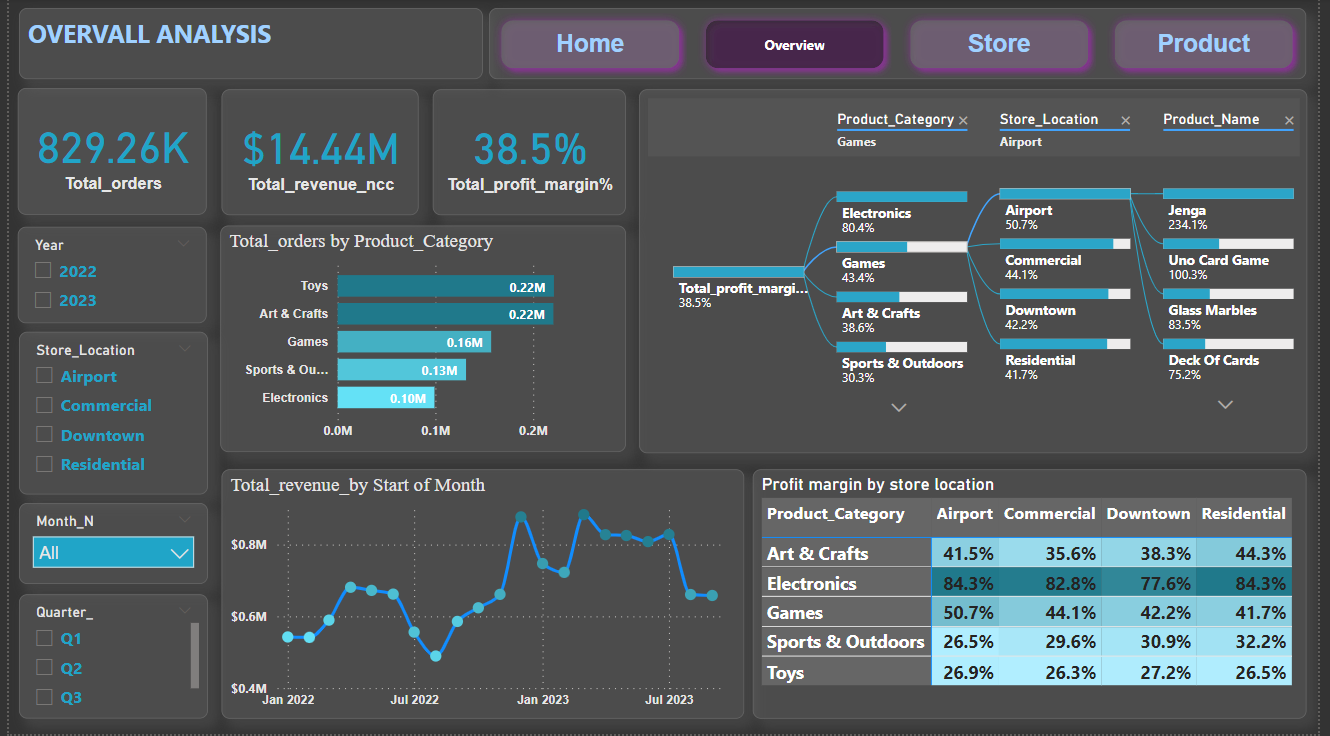 OVERVALL ANALYSIS
Home
Overview
Store
Product
829.26K
Total_orders
$14.44M
Total_revenue_ncc
38.5%
Total_profit_margin%
Year
2022
2023
Store_Location
Airport
Commercial
Downtown
Residential
Month_N
All
Quarter_
Q1
Q2
Q3
Total_orders by Product_Category
Toys 0.22M
Art & Crafts 0.22M
Games 0.16M
Sports & Ou... 0.13M
Electronics 0.10M
0.0M 0.1M 0.2M
Product_Category
Games
Store_Location
Airport
Product_Name
Total_profit_margi...
38.5%
Electronics
80.4%
Games
43.4%
Art & Crafts
38.6%
Sports & Outdoors
30.3%
Airport
50.7%
Commercial
44.1%
Downtown
42.2%
Residential
41.7%
Jenga
234.1%
Uno Card Game
100.3%
Glass Marbles
83.5%
Deck Of Cards
75.2%
Total_revenue_by Start of Month
$0.8M
$0.6M
$0.4M
Jan 2022 Jul 2022 Jan 2023 Jul 2023
Profit margin by store location
Product_Category Airport Commercial Downtown Residential
Art & Crafts 41.5% 35.6% 38.3% 44.3%
Electronics 84.3% 82.8% 77.6% 84.3%
Games 50.7% 44.1% 42.2% 41.7%
Sports & Outdoors 26.5% 29.6% 30.9% 32.2%
Toys 26.9% 26.3% 27.2% 26.5%